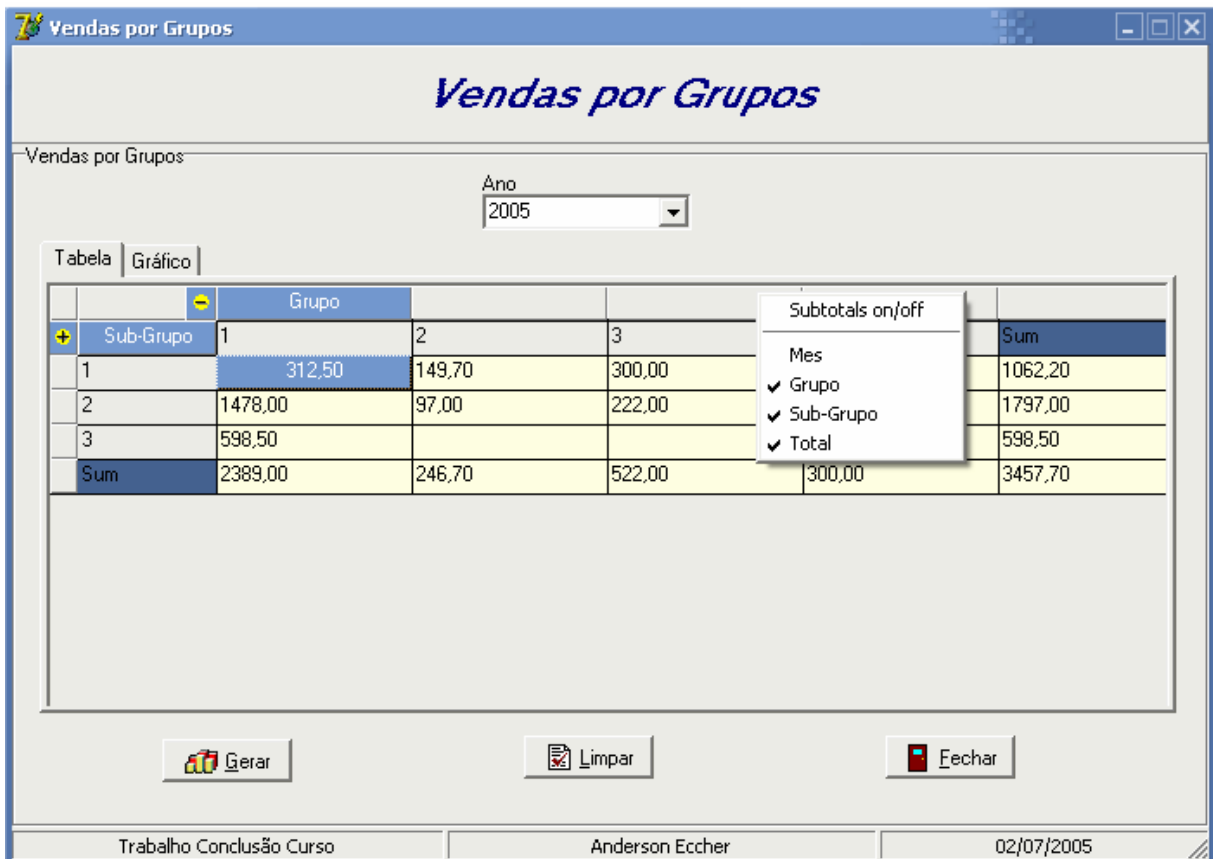 Vendas por Grupos
Vendas por Grupos
Vendas por Grupos
Ano
2005
Tabela Gráfico
Grupo
Sub-Grupo 1 2 3 Sum
1 312,50 149,70 300,00 1062,20
2 1478,00 97,00 222,00 1797,00
3 598,50 598,50
Sum 2389,00 246,70 522,00 300,00 3457,70
Subtotals on/off
Mes
Grupo
Sub-Grupo
Total
Gerar Limpar Fechar
Trabalho Conclusão Curso Anderson Eccher 02/07/2005